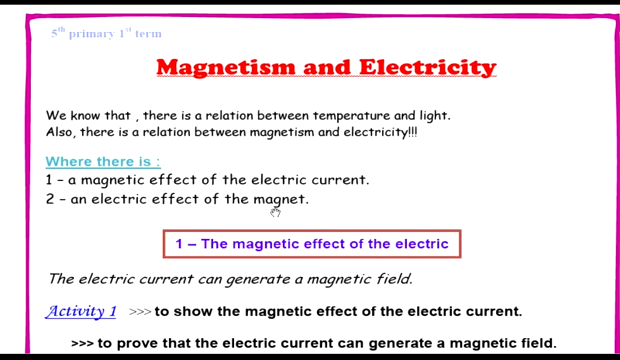 5th primary 1st term
Magnetism and Electricity
We know that , there is a relation between temperature and light.
Also, there is a relation between magnetism and electricity!!!
Where there is :
1 – a magnetic effect of the electric current.
2 – an electric effect of the magnet.
1 – The magnetic effect of the electric
The electric current can generate a magnetic field.
Activity 1 >>> to show the magnetic effect of the electric current.
>>> to prove that the electric current can generate a magnetic field.